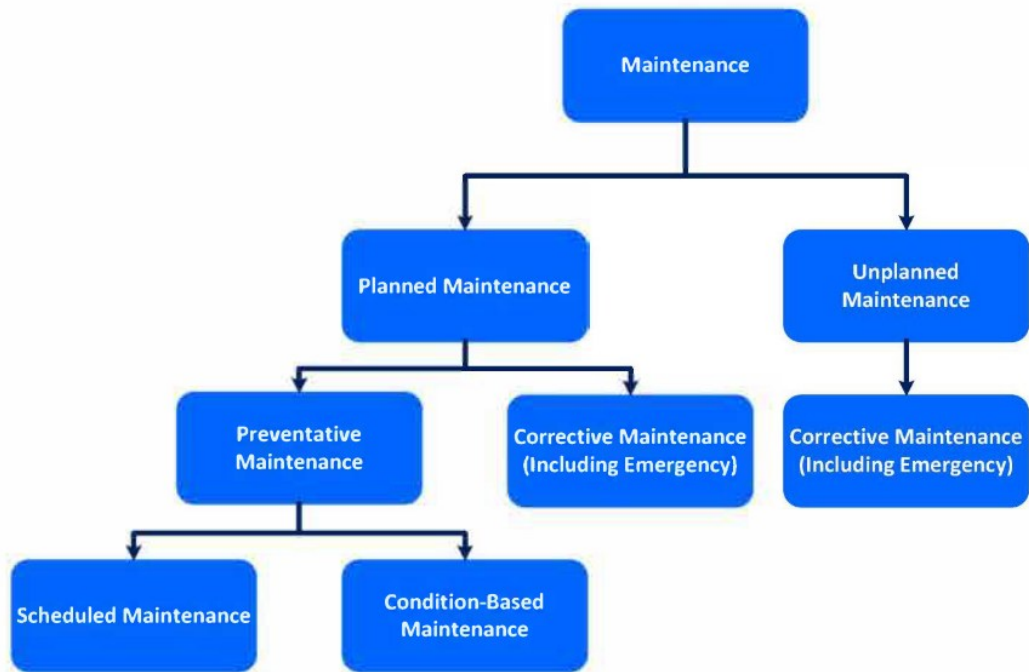 Maintenance
Planned Maintenance
Unplanned
Maintenance
Preventative
Maintenance
Corrective Maintenance
(Including Emergency)
Corrective Maintenance
(Including Emergency)
Scheduled Maintenance
Condition-Based
Maintenance